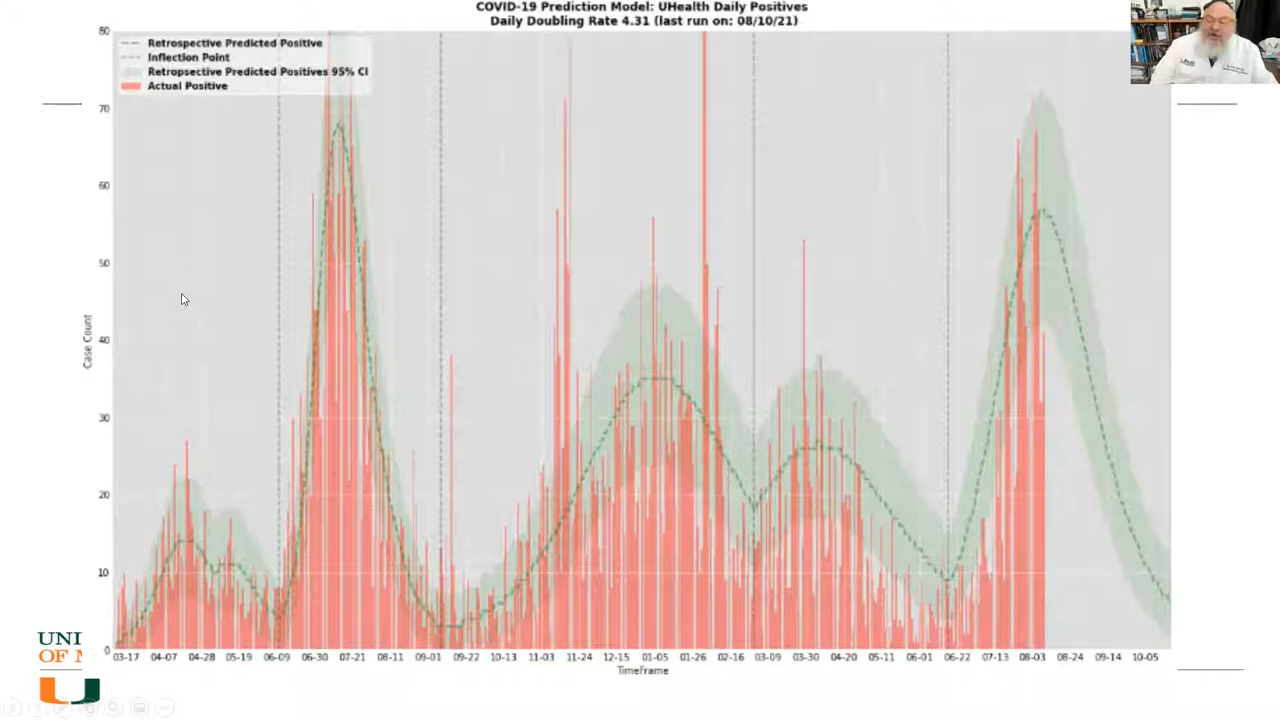 COVID-19 Prediction Model: UHealth Daily Positives
Daily Doubling Rate 4.31 (last run on: 08/10/21)
Retrospective Predicted Positive
Inflection Point
Retropsective Predicted Positives 95% CI
Actual Positive
80
70
60
50
40
30
20
10
0
Case Count
03-17 04-07 04-28 05-19 06-09 06-30 07-21 08-11 09-01 09-22 10-13 11-03 11-24 12-15 01-05 01-26 02-16 03-09 03-30 04-20 05-11 06-01 06-22 07-13 08-03 08-24 09-14 10-05
Timeframe
UNI
OF M